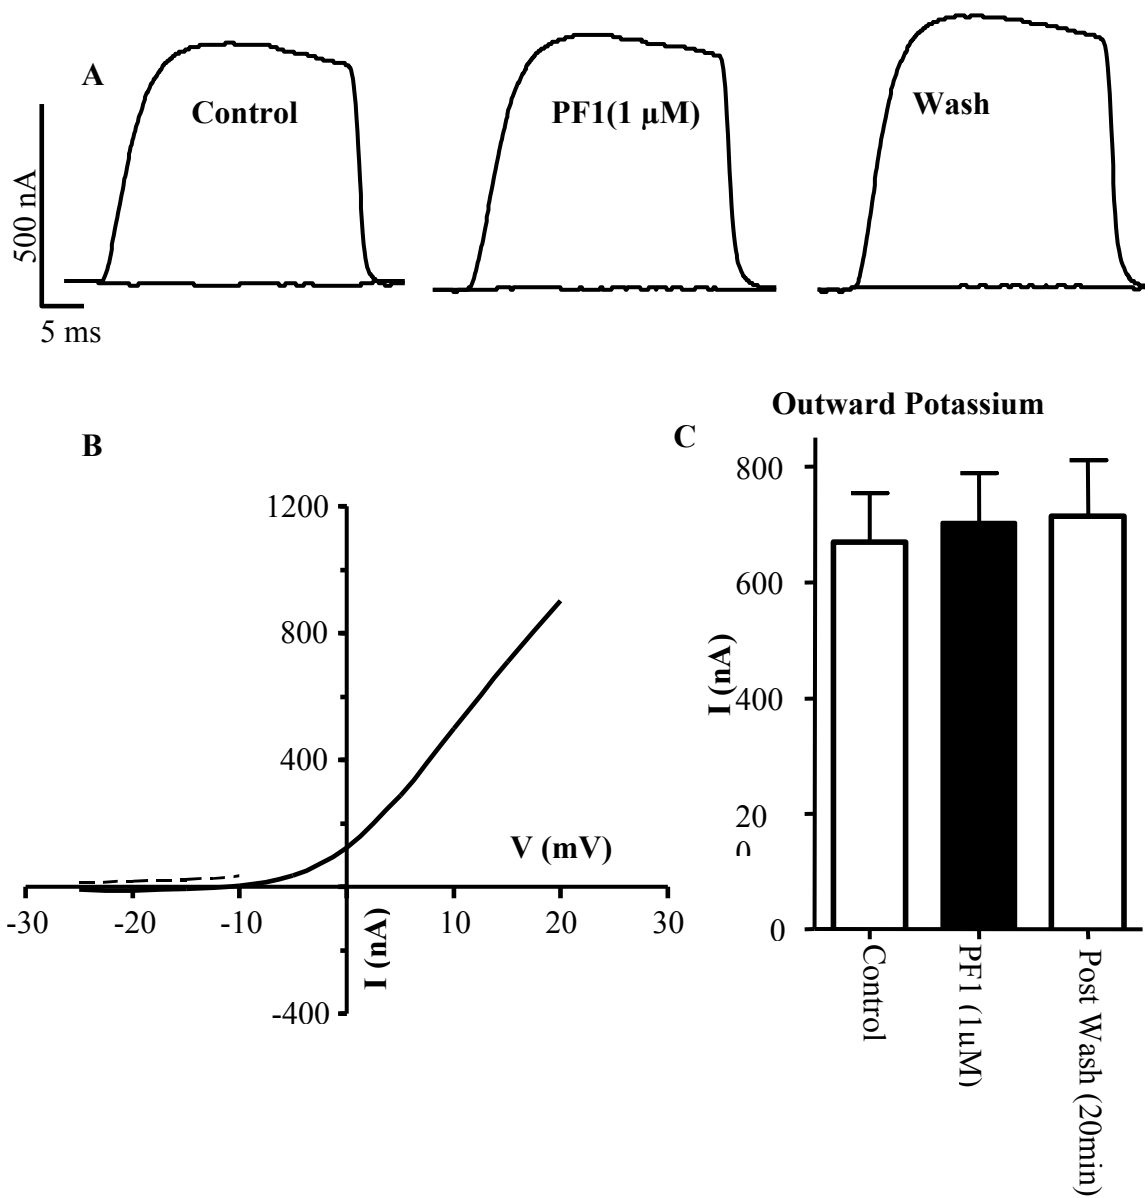 A
Control
PF1(1 µM)
Wash
500 nA
5 ms
Outward Potassium
B
C
1200
800
400
-400
-30
-20
-10
10
20
30
V (mV)
I (nA)
800
600
400
20
0
0
I (nA)
Control
PF1 (1µM)
Post Wash (20min)